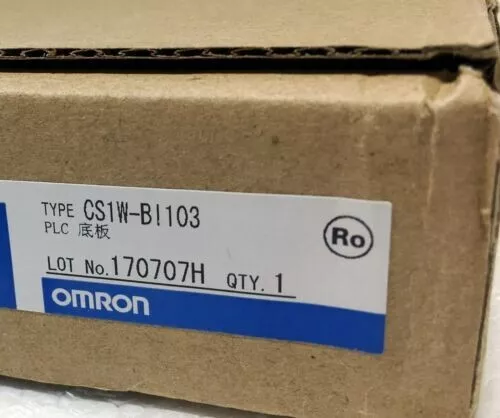 TYPE CS1W-BI103
PLC 底板
Ro
LOT No.170707H QTY.1
OMRON